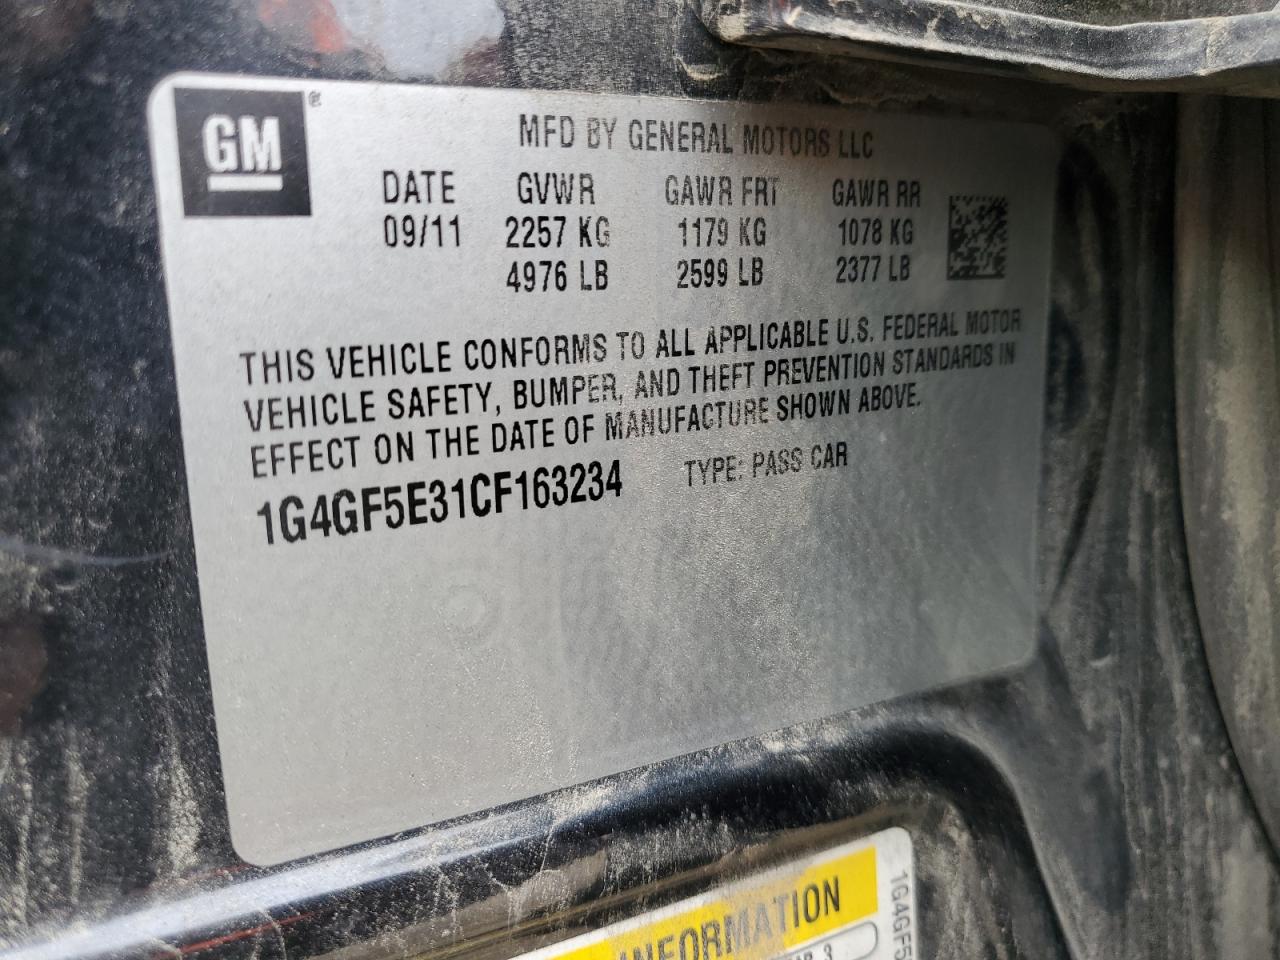 GM®
MFD BY GENERAL MOTORS LLC
DATE GVWR GAWR FRT GAWR RR
09/11 2257 KG 1179 KG 1078 KG
4976 LB 2599 LB 2377 LB
THIS VEHICLE CONFORMS TO ALL APPLICABLE U.S. FEDERAL MOTOR
VEHICLE SAFETY, BUMPER, AND THEFT PREVENTION STANDARDS IN
EFFECT ON THE DATE OF MANUFACTURE SHOWN ABOVE.
1G4GF5E31CF163234 TYPE: PASS CAR
INFORMATION
1G4GF5
3